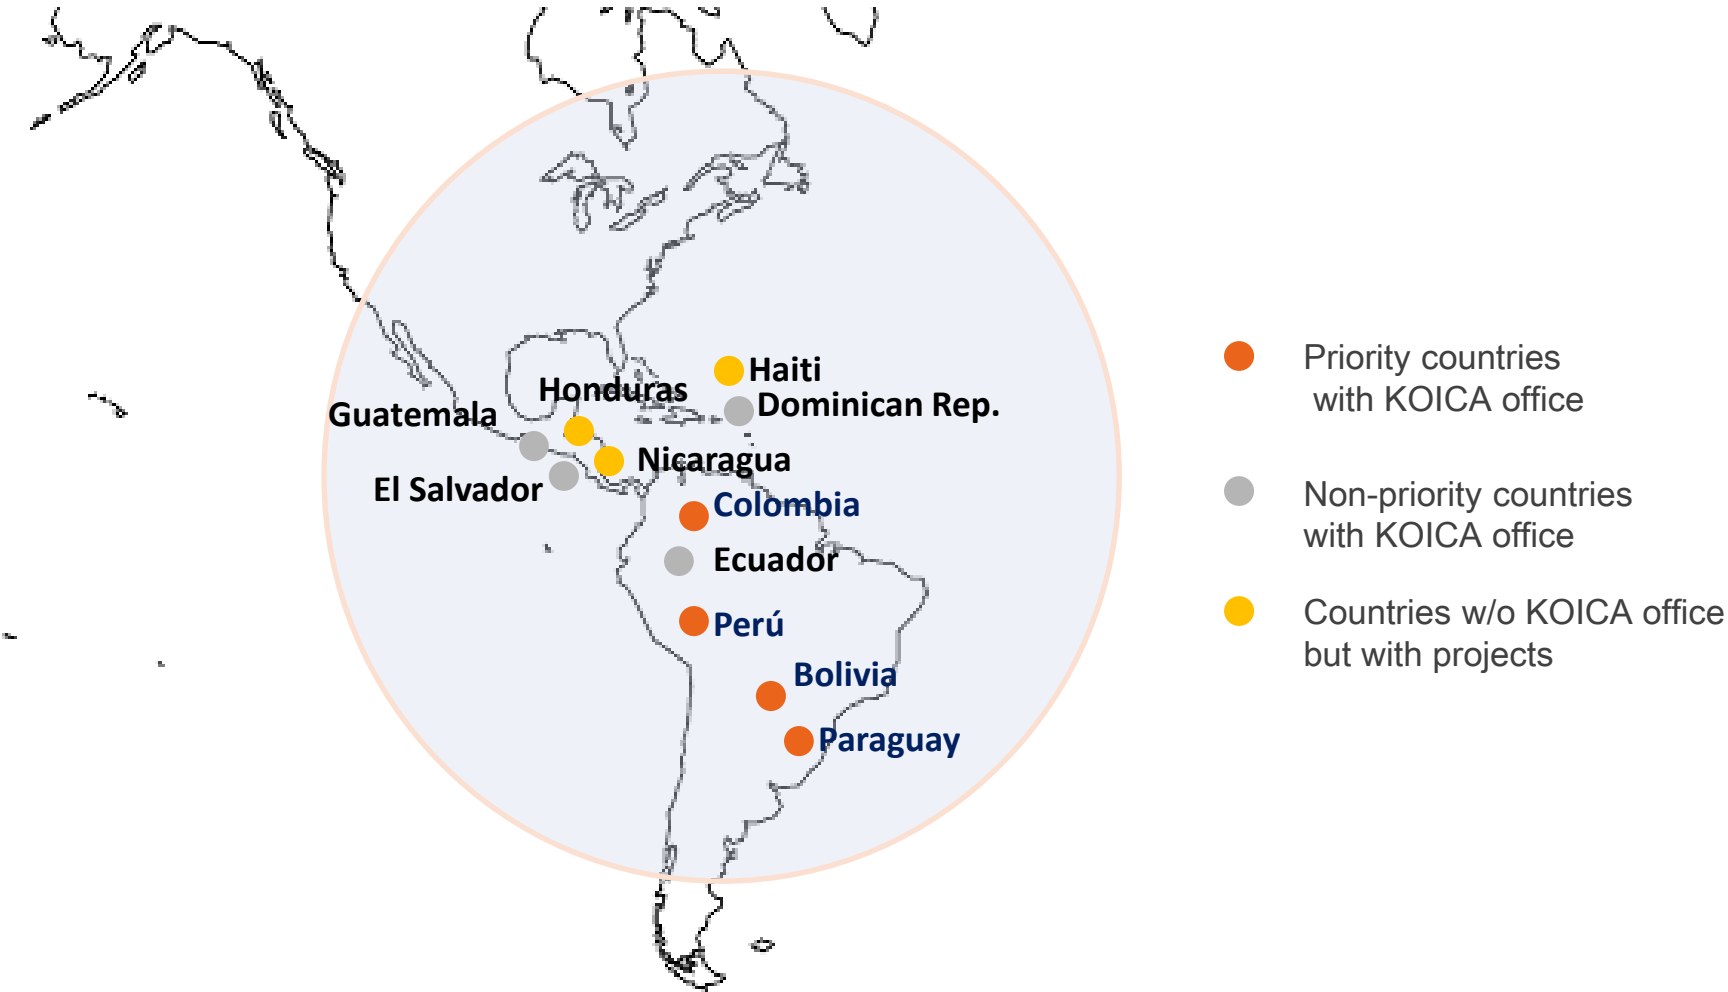 Haiti
Honduras
Dominican Rep.
Guatemala
Nicaragua
El Salvador
Colombia
Ecuador
Perú
Bolivia
Paraguay
Priority countries
with KOICA office
Non-priority countries
with KOICA office
Countries w/o KOICA office
but with projects